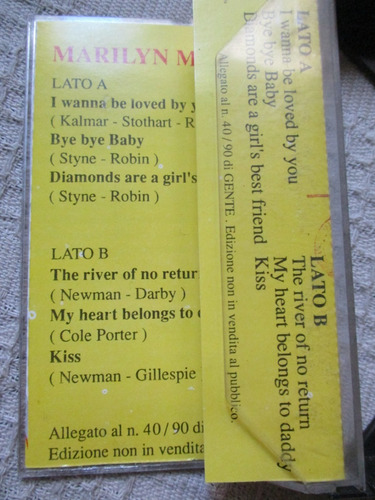 MARILYN M
LATO A
I wanna be loved by y
( Kalmar - Stothart - R
Bye bye Baby
( Styne - Robin )
Diamonds are a girl's
( Styne - Robin )
LATO B
The river of no retur
( Newman - Darby )
My heart belongs to
( Cole Porter )
Kiss
( Newman - Gillespie
Allegato al n. 40/90 di
Edizione non in vendita
LATO A
I wanna be loved by you
Bye bye Baby
Diamonds are a girl's best friend
LATO B
The river of no return
My heart belongs to daddy
Kiss
Allegato al n. 40/90 di GENTE. Edizione non in vendita al pubblico.